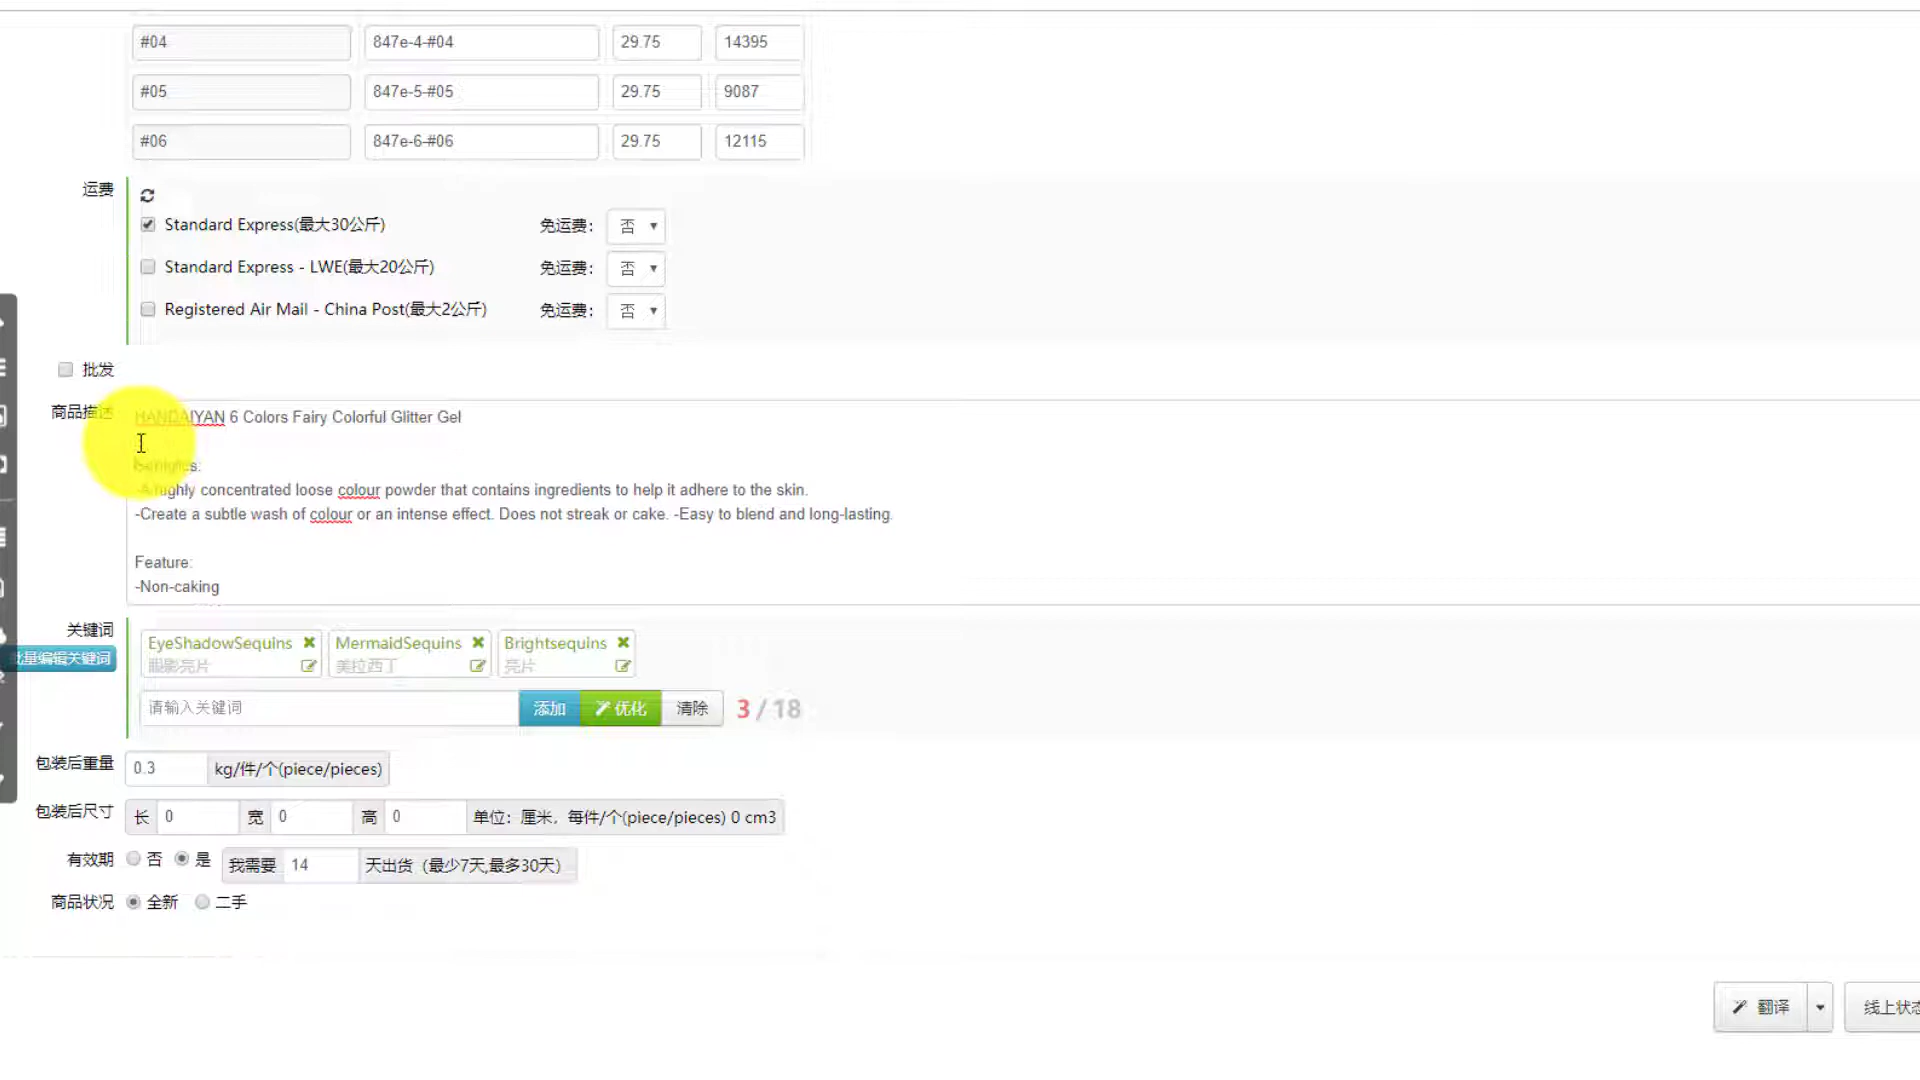 #04 847e-4-#04 29.75 14395
#05 847e-5-#05 29.75 9087
#06 847e-6-#06 29.75 12115
运费
Standard Express(最大30公斤) 免运费： 否
Standard Express - LWE(最大20公斤) 免运费： 否
Registered Air Mail - China Post(最大2公斤) 免运费： 否
批发
商品描述 HANDAIYAN 6 Colors Fairy Colorful Glitter Gel
-A highly concentrated loose colour powder that contains ingredients to help it adhere to the skin.
-Create a subtle wash of colour or an intense effect. Does not streak or cake. -Easy to blend and long-lasting.
Feature:
-Non-caking
关键词
EyeShadowSequins MermaidSequins Brightsequins
眼影亮片 美拉西丁 亮片
批量编辑关键词
请输入关键词 添加 优化 清除 3 / 18
包装后重量 0.3 kg/件/个(piece/pieces)
包装后尺寸 长 0 宽 0 高 0 单位：厘米，每件/个(piece/pieces) 0 cm3
有效期 否 是 我需要 14 天出货（最少7天,最多30天）
商品状况 全新 二手
翻译 线上状态